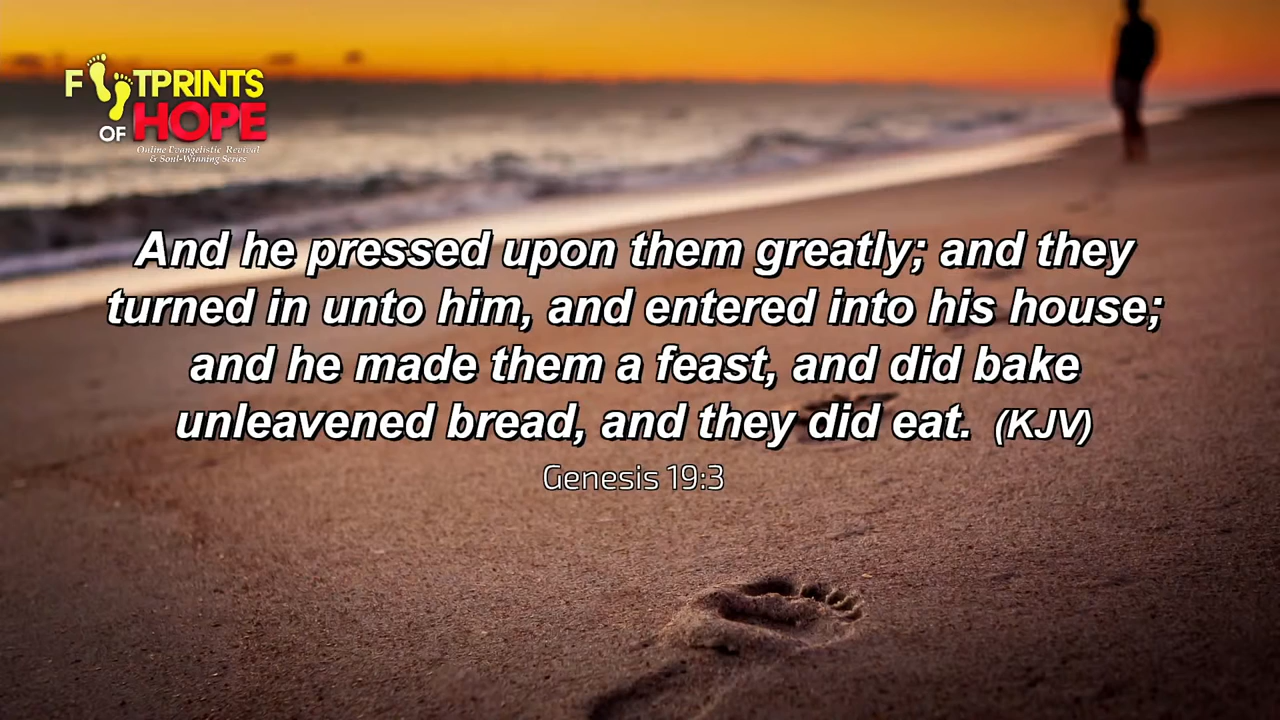 FOOTPRINTS
OF HOPE
Online Evangelistic Revival
& Soul-Winning Series
And he pressed upon them greatly; and they
turned in unto him, and entered into his house;
and he made them a feast, and did bake
unleavened bread, and they did eat. (KJV)
Genesis 19:3